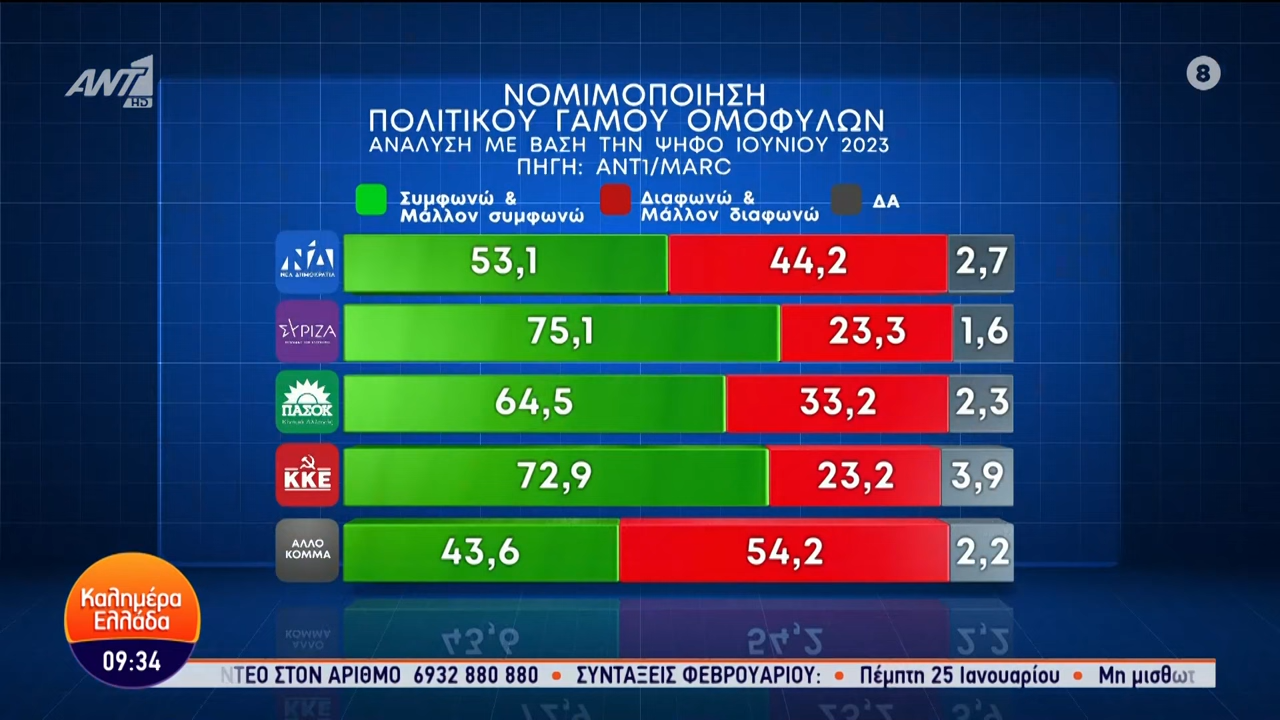 ANT1
HD
8
ΝΟΜΙΜΟΠΟΙΗΣΗ
ΠΟΛΙΤΙΚΟΥ ΓΑΜΟΥ ΟΜΟΦΥΛΩΝ
ΑΝΑΛΥΣΗ ΜΕ ΒΑΣΗ ΤΗΝ ΨΗΦΟ ΙΟΥΝΙΟΥ 2023
ΠΗΓΗ: ΑΝΤ1/MARC
Συμφωνώ &
Μάλλον συμφωνώ
Διαφωνώ &
Μάλλον διαφωνώ
ΔΑ
ΝΔ
ΝΕΑ ΔΗΜΟΚΡΑΤΙΑ
53,1 44,2 2,7
ΣΥΡΙΖΑ
75,1 23,3 1,6
ΠΑΣΟΚ
Κίνημα Αλλαγής
64,5 33,2 2,3
ΚΚΕ
72,9 23,2 3,9
ΑΛΛΟ
ΚΟΜΜΑ
43,6 54,2 2,2
Καλημέρα
Ελλάδα
09:34
ΝΤΕΟ ΣΤΟΝ ΑΡΙΘΜΟ 6932 880 880 • ΣΥΝΤΑΞΕΙΣ ΦΕΒΡΟΥΑΡΙΟΥ: • Πέμπτη 25 Ιανουαρίου • Μη μισθωτ